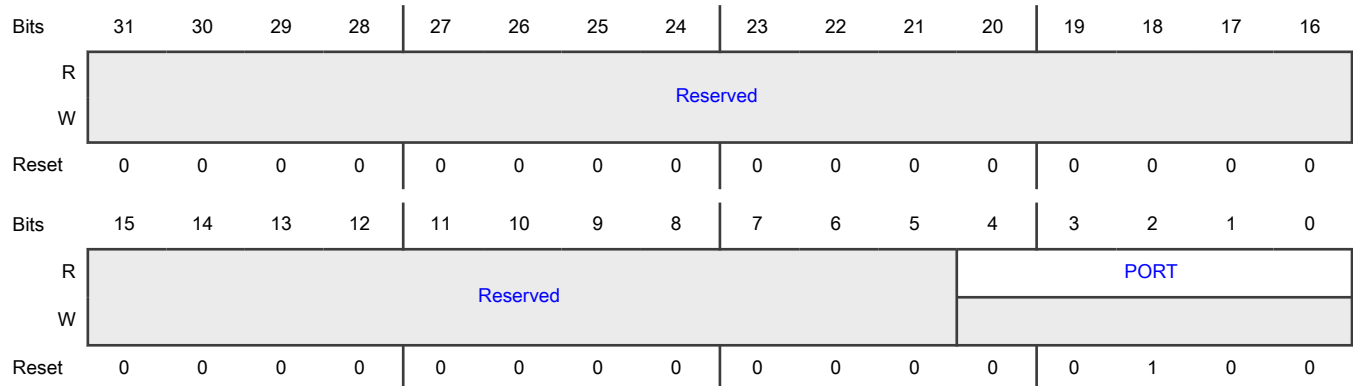 Bits 31 30 29 28 27 26 25 24 23 22 21 20 19 18 17 16
R
Reserved
W
Reset 0 0 0 0 0 0 0 0 0 0 0 0 0 0 0 0
Bits 15 14 13 12 11 10 9 8 7 6 5 4 3 2 1 0
R PORT
Reserved
W
Reset 0 0 0 0 0 0 0 0 0 0 0 0 0 1 0 0